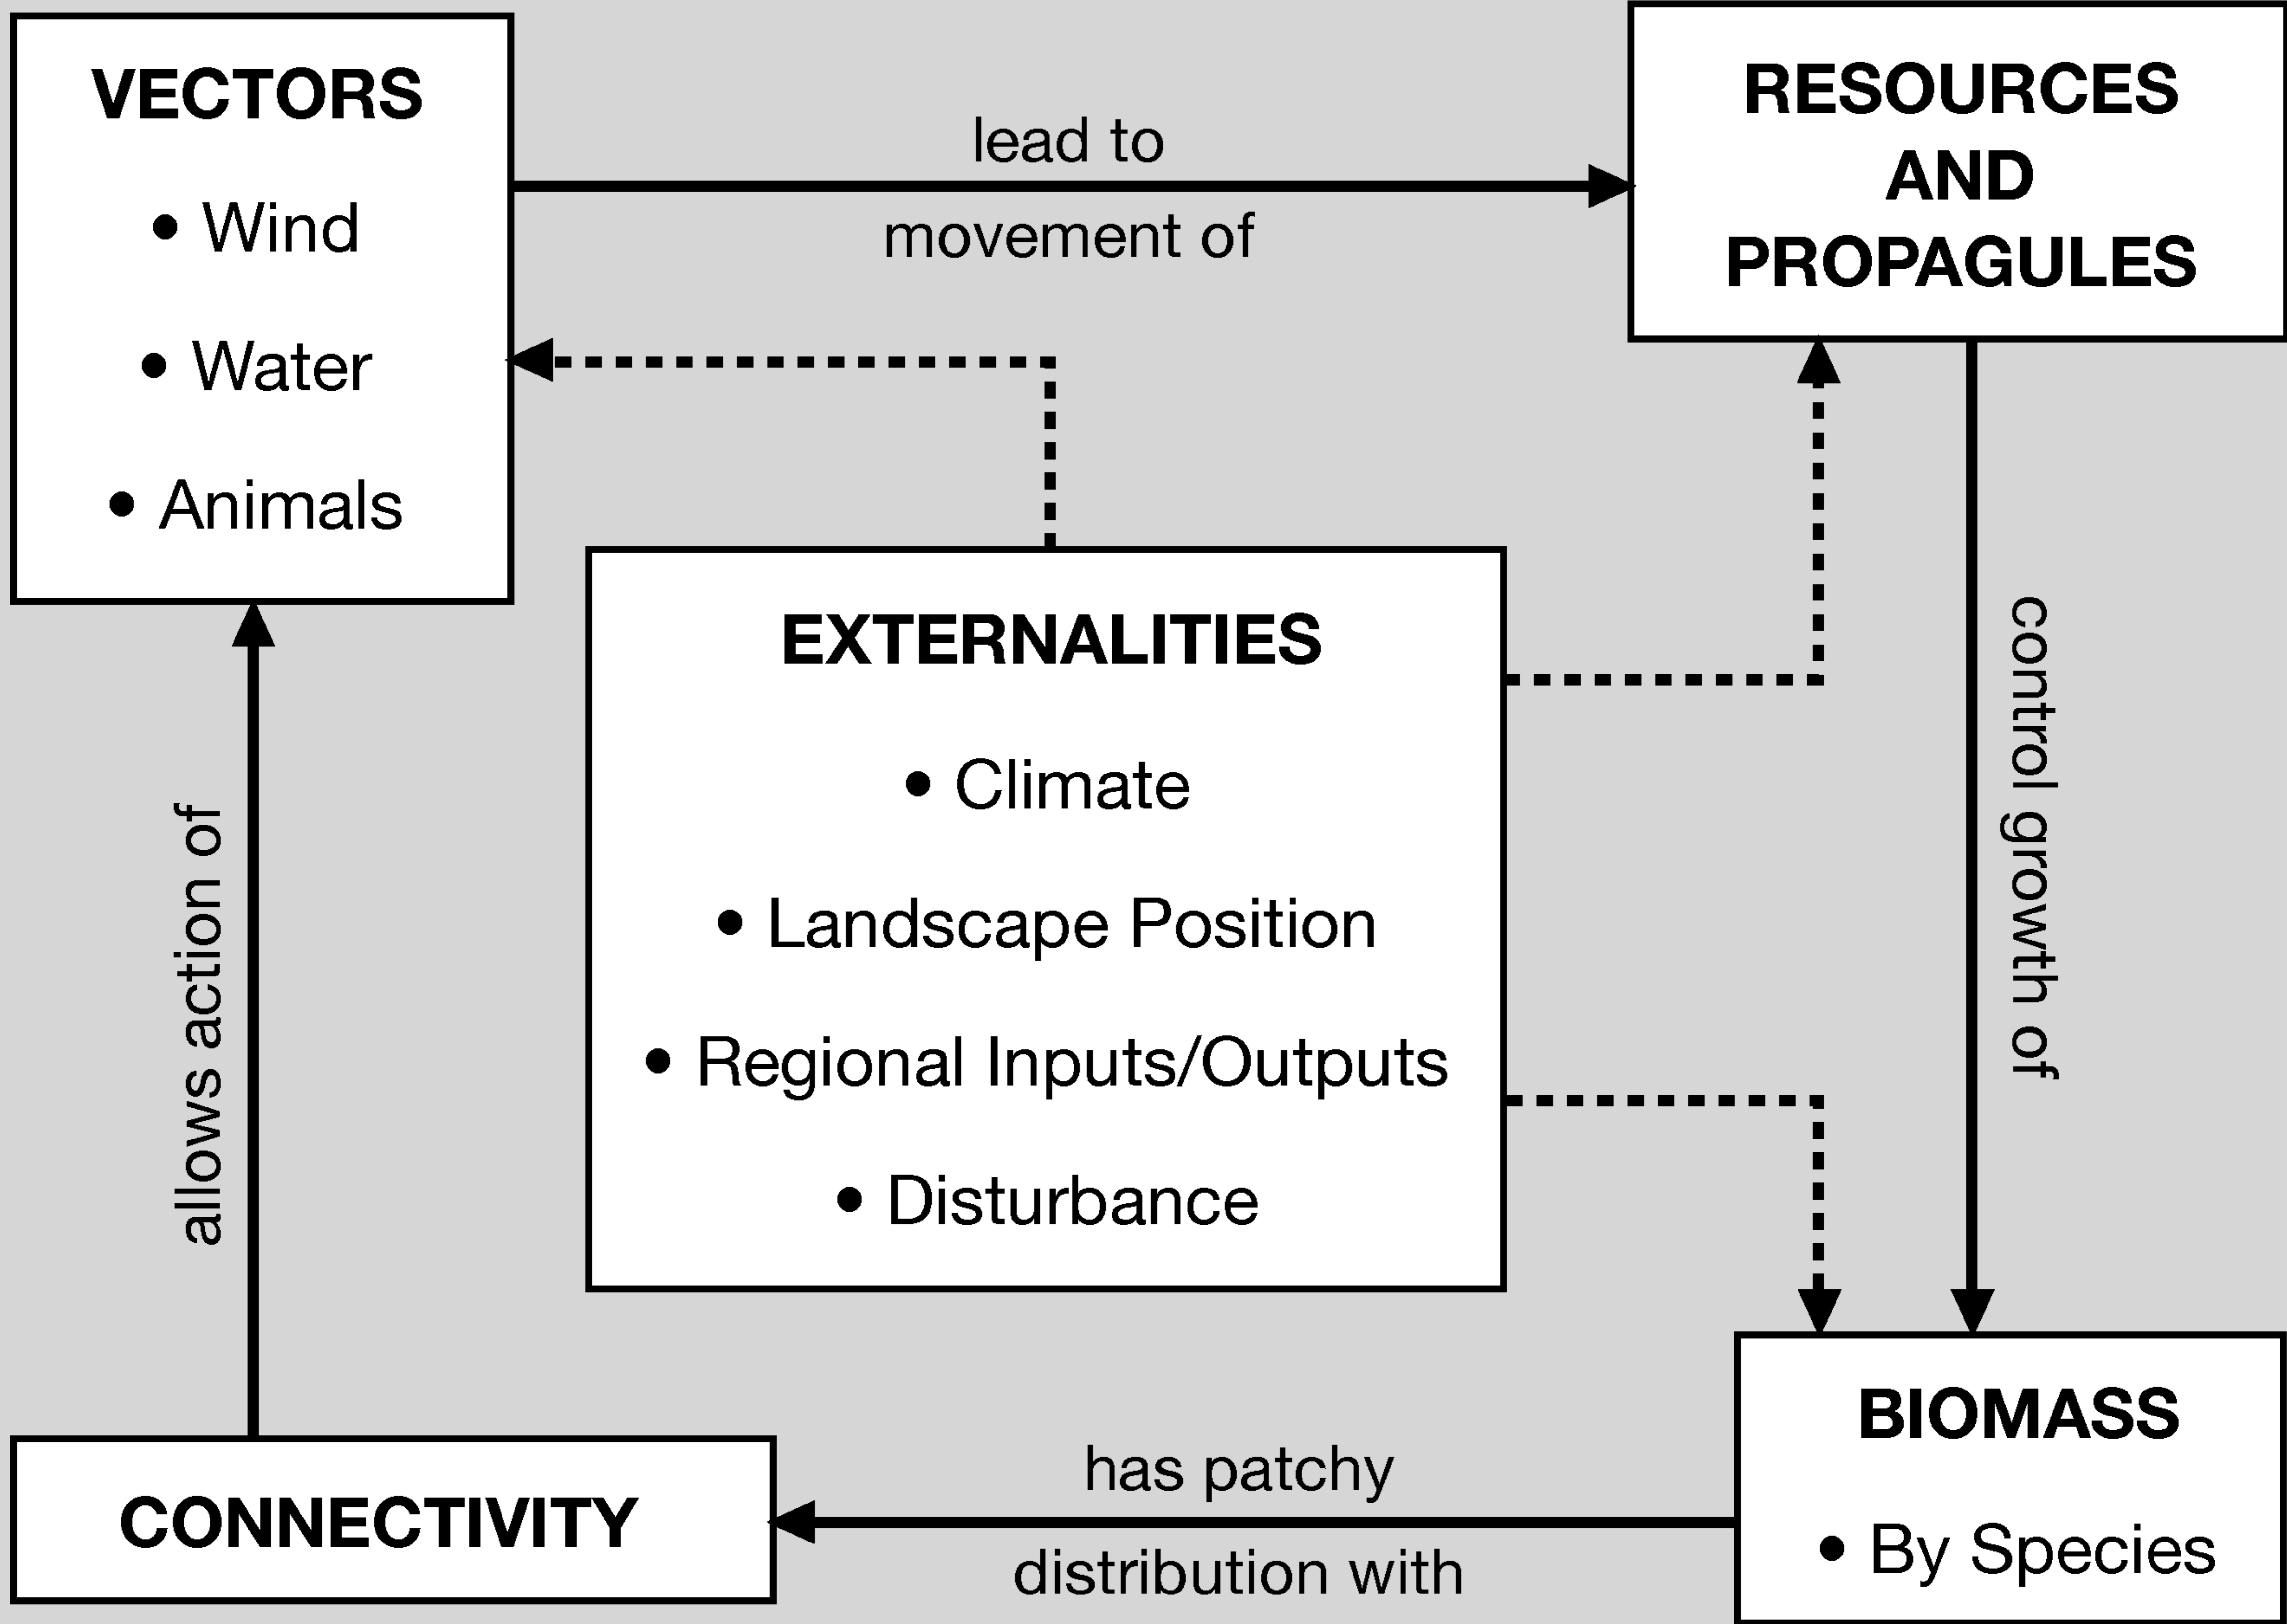 VECTORS
• Wind
• Water
• Animals
lead to
movement of
RESOURCES
AND
PROPAGULES
EXTERNALITIES
• Climate
• Landscape Position
• Regional Inputs/Outputs
• Disturbance
control growth of
allows action of
CONNECTIVITY
has patchy
distribution with
BIOMASS
• By Species